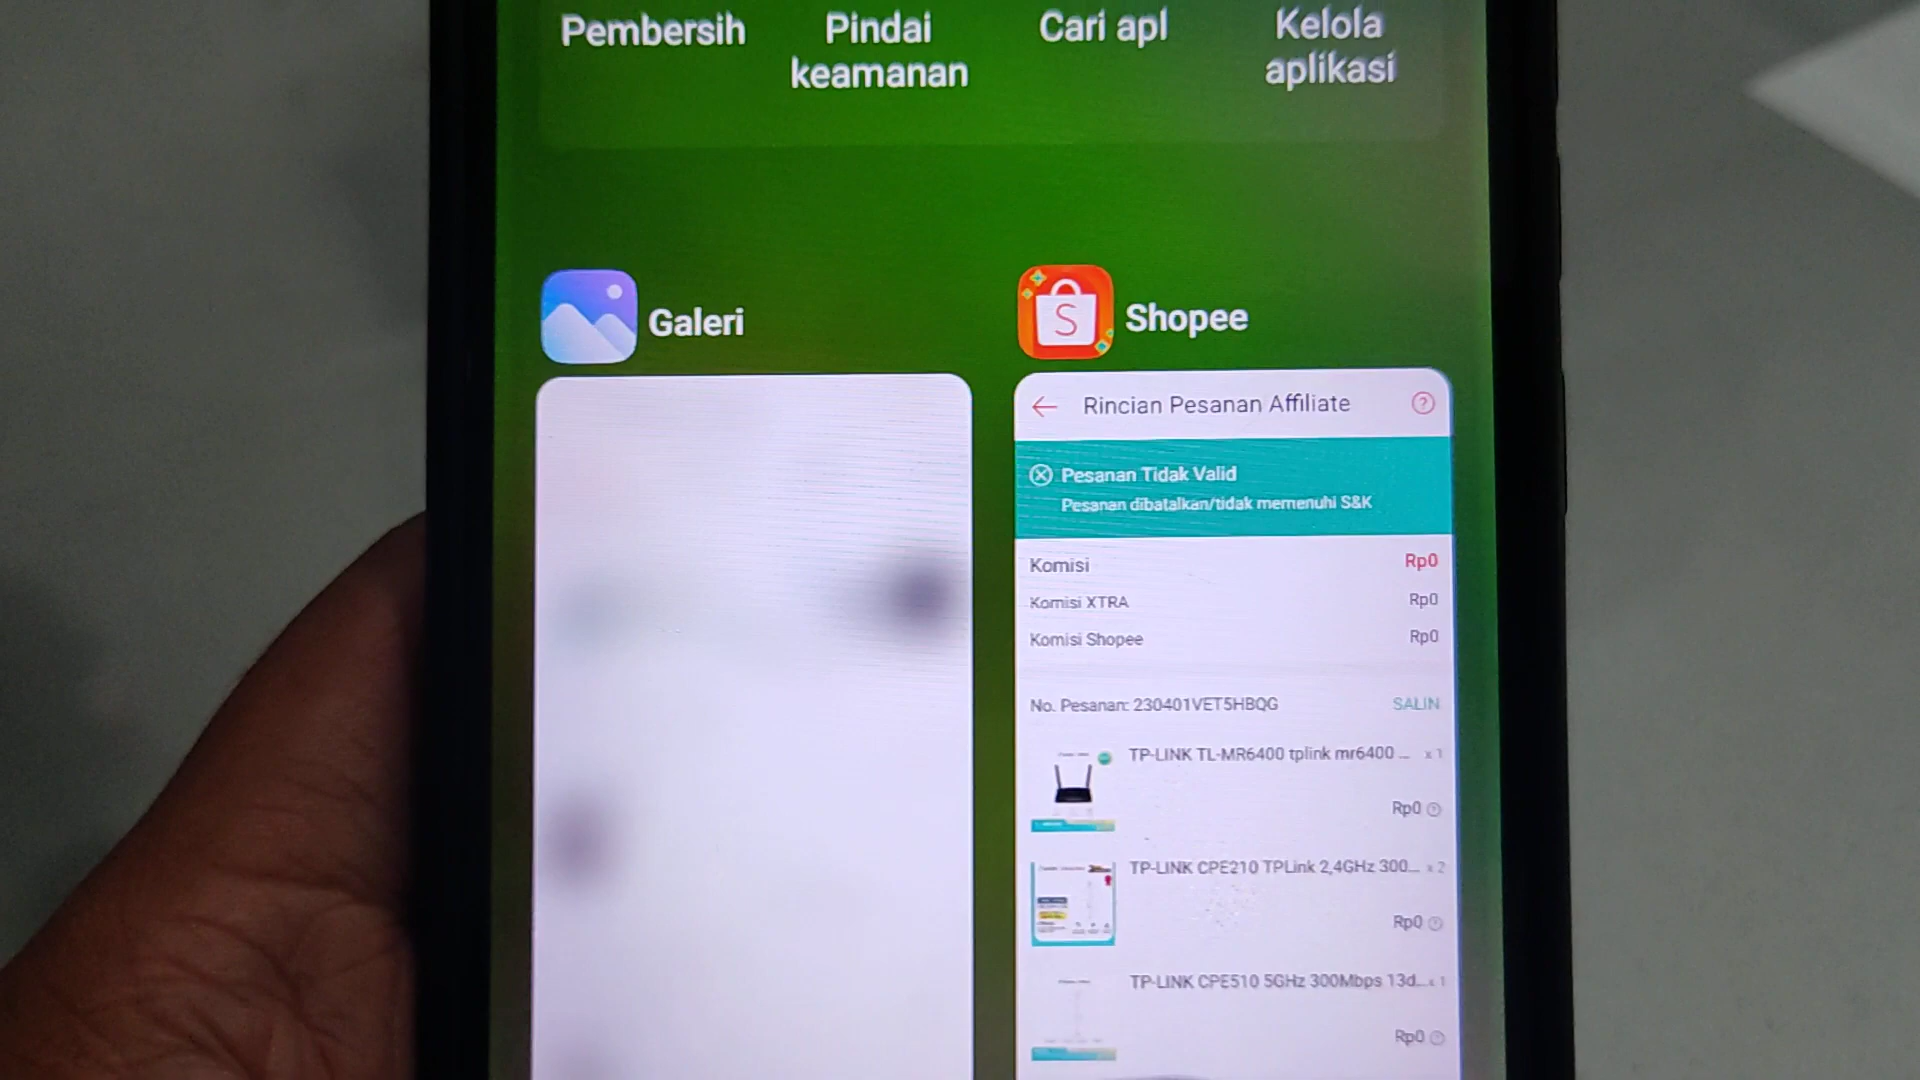 Pembersih
Pindai
keamanan
Cari apl
Kelola
aplikasi
Galeri
Shopee
Rincian Pesanan Affiliate
Pesanan Tidak Valid
Pesanan dibatalkan/tidak memenuhi S&K
Komisi Rp0
Komisi XTRA Rp0
Komisi Shopee Rp0
No. Pesanan: 230401VET5HBQG SALIN
TP-LINK TL-MR6400 tplink mr6400 ... x 1
Rp0
TP-LINK CPE210 TPLink 2,4GHz 300... x 2
Rp0
TP-LINK CPE510 5GHz 300Mbps 13d... x 1
Rp0